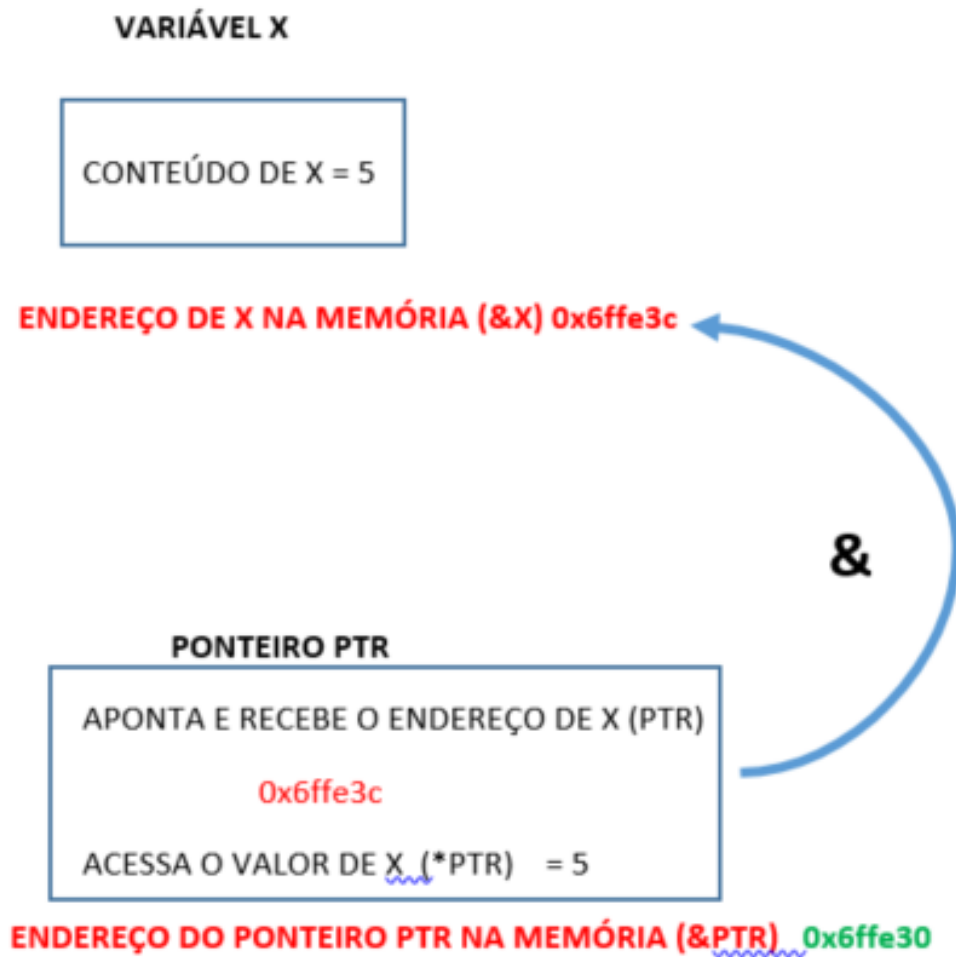 VARIÁVEL X
CONTEÚDO DE X = 5
ENDEREÇO DE X NA MEMÓRIA (&X) 0x6ffe3c
&
PONTEIRO PTR
APONTA E RECEBE O ENDEREÇO DE X (PTR)
0x6ffe3c
ACESSA O VALOR DE X (*PTR) = 5
ENDEREÇO DO PONTEIRO PTR NA MEMÓRIA (&PTR) 0x6ffe30